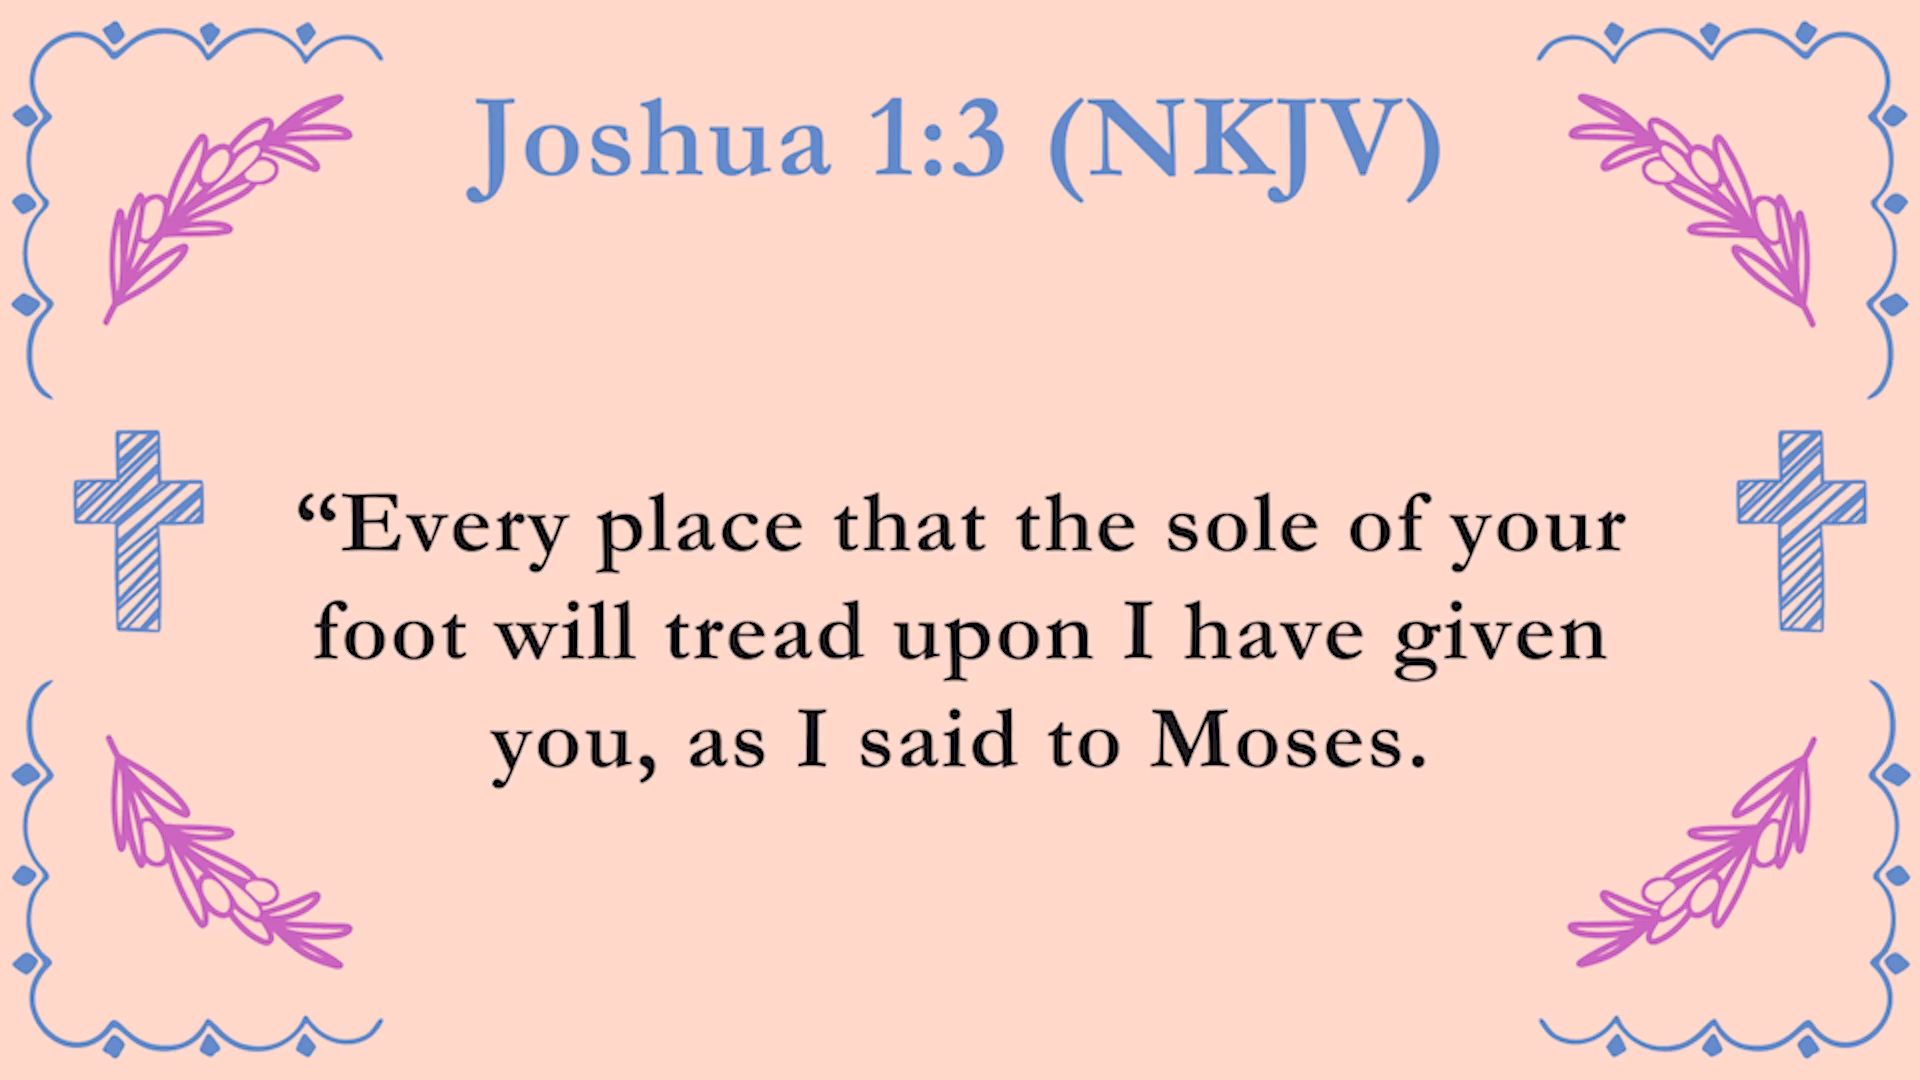 Joshua 1:3 (NKJV)
“Every place that the sole of your
foot will tread upon I have given
you, as I said to Moses.